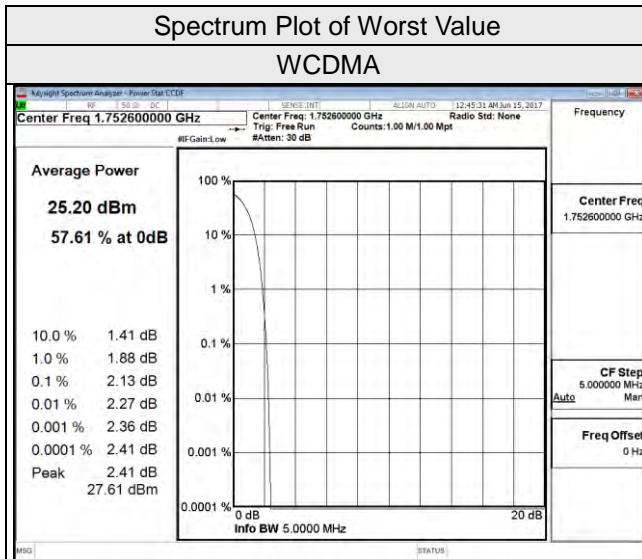 Spectrum Plot of Worst Value
WCDMA
Keysight Spectrum Analyzer - Power Stat CCDF
RF 50 Ω DC SENSE:INT ALIGN AUTO 12:45:31 AM Jun 15, 2017
Center Freq 1.752600000 GHz
Center Freq: 1.752600000 GHz Radio Std: None
Trig: Free Run Counts:1.00 M/1.00 Mpt
#IFGain:Low #Atten: 30 dB
Frequency
Average Power
25.20 dBm
57.61 % at 0dB
10.0 % 1.41 dB
1.0 % 1.88 dB
0.1 % 2.13 dB
0.01 % 2.27 dB
0.001 % 2.36 dB
0.0001 % 2.41 dB
Peak 2.41 dB
27.61 dBm
100 %
10 %
1 %
0.1 %
0.01 %
0.001 %
0.0001 %
0 dB 20 dB
Info BW 5.0000 MHz
Center Freq
1.752600000 GHz
CF Step
5.000000 MHz
Auto Man
Freq Offset
0 Hz
MSG STATUS